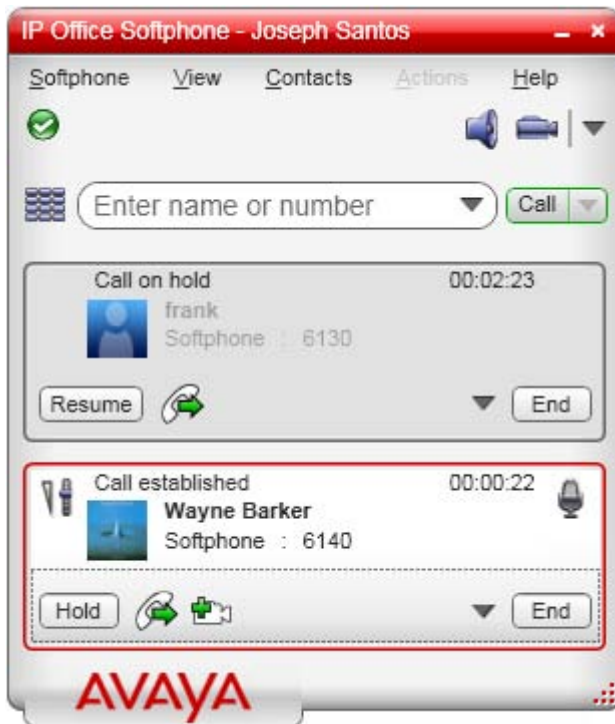 IP Office Softphone - Joseph Santos
Softphone View Contacts Actions Help
Enter name or number Call
Call on hold 00:02:23
frank
Softphone : 6130
Resume End
Call established 00:00:22
Wayne Barker
Softphone : 6140
Hold End
AVAYA